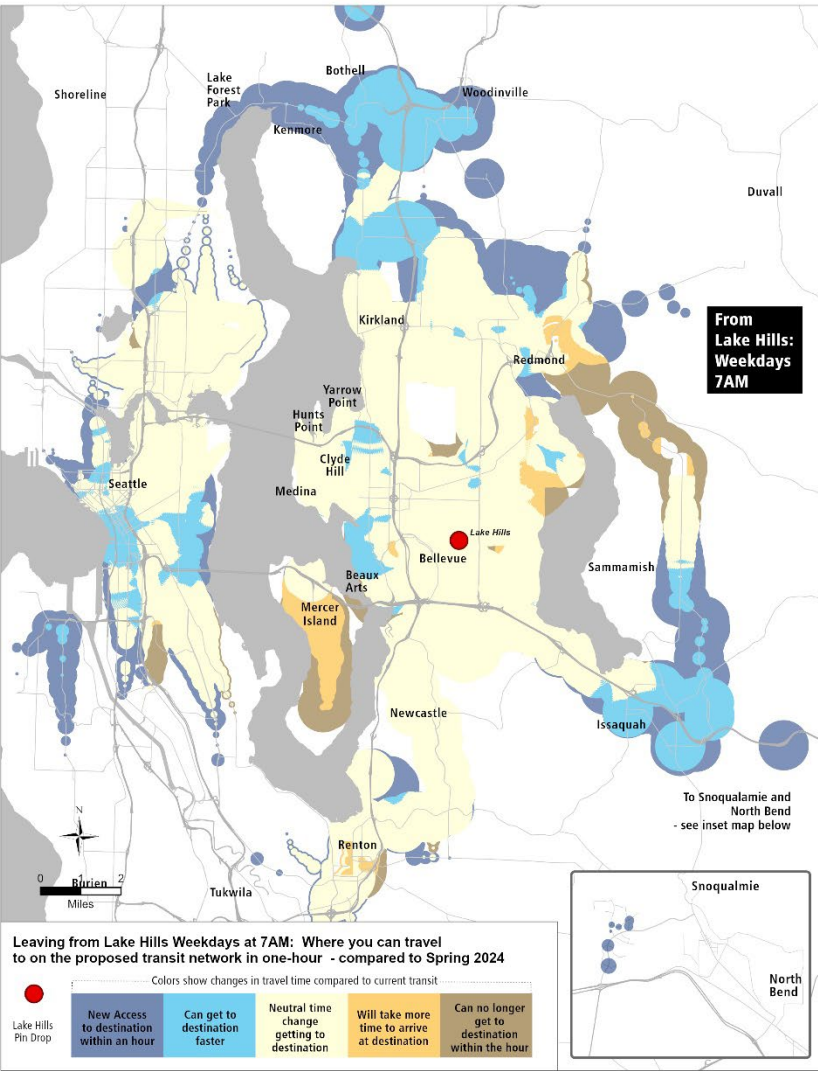 Bothell
Lake
Forest
Park
Shoreline
Woodinville
Kenmore
Duvall
Kirkland
From
Lake Hills:
Weekdays
7AM
Redmond
Yarrow
Point
Hunts
Point
Clyde
Hill
Seattle
Medina
Lake Hills
Bellevue
Beaux
Arts
Sammamish
Mercer
Island
Newcastle
Issaquah
To Snoqualamie and
North Bend
- see inset map below
N
Renton
0 1 2
Burien
Miles
Tukwila
Snoqualmie
North
Bend
Leaving from Lake Hills Weekdays at 7AM: Where you can travel
to on the proposed transit network in one-hour - compared to Spring 2024
Colors show changes in travel time compared to current transit
Lake Hills
Pin Drop
New Access
to destination
within an hour
Can get to
destination
faster
Neutral time
change
getting to
destination
Will take more
time to arrive
at destination
Can no longer
get to
destination
within the hour